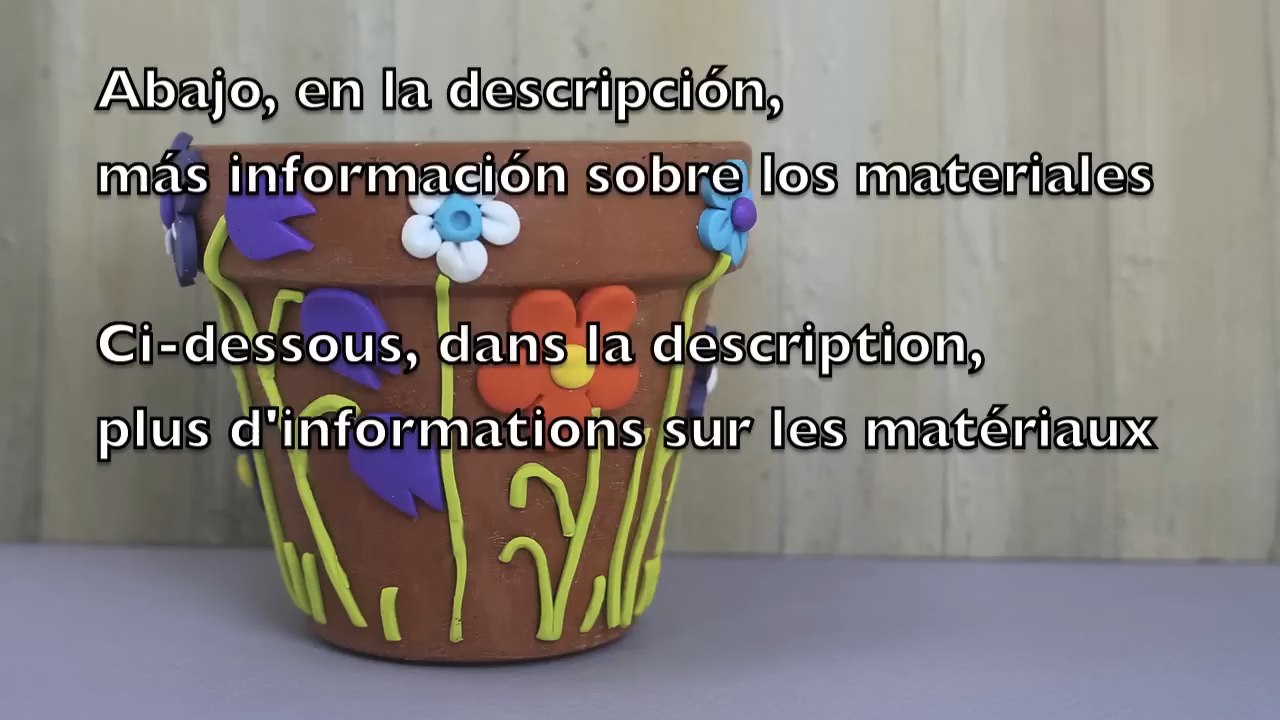 Abajo, en la descripción,
más información sobre los materiales
Ci-dessous, dans la description,
plus d'informations sur les matériaux